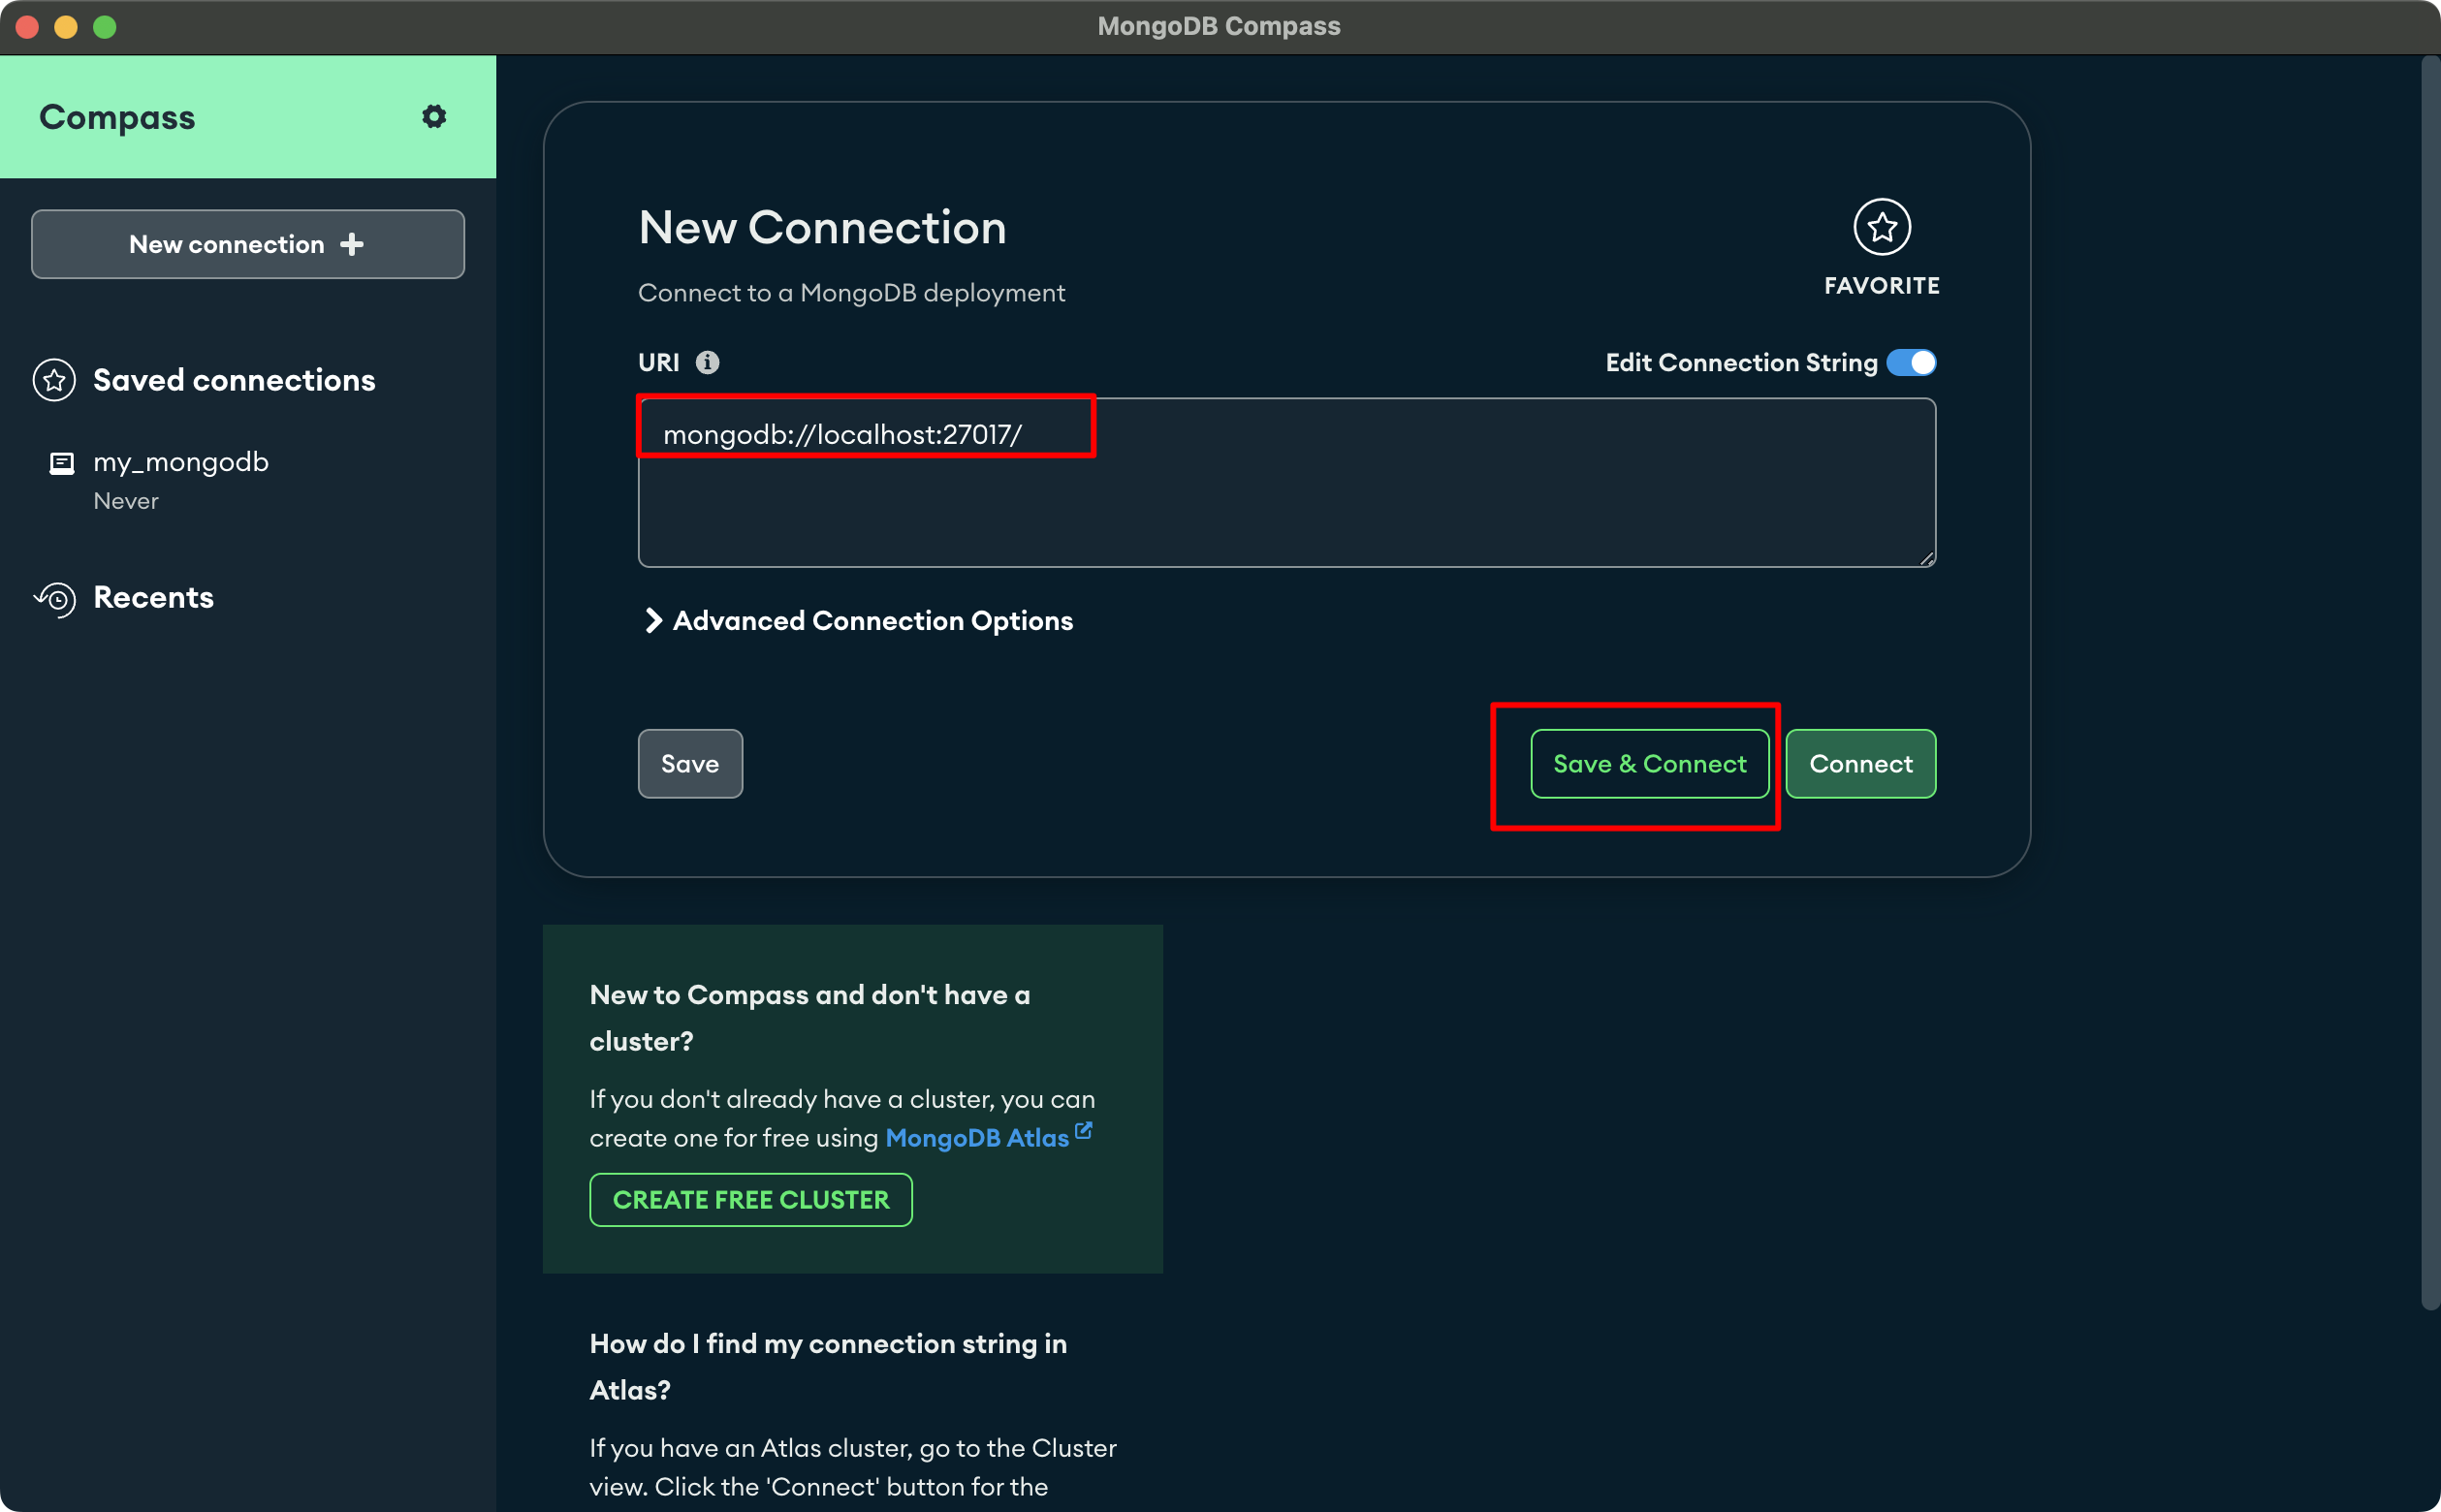 MongoDB Compass
Compass
New connection
Saved connections
my_mongodb
Never
Recents
New Connection
Connect to a MongoDB deployment
FAVORITE
URI
Edit Connection String
mongodb://localhost:27017/
Advanced Connection Options
Save
Save & Connect
Connect
New to Compass and don't have a
cluster?
If you don't already have a cluster, you can
create one for free using MongoDB Atlas
CREATE FREE CLUSTER
How do I find my connection string in
Atlas?
If you have an Atlas cluster, go to the Cluster
view. Click the 'Connect' button for the